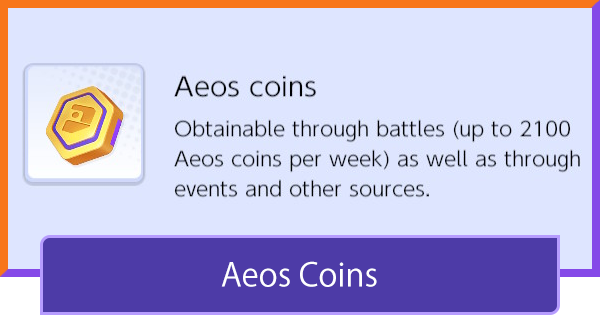 Aeos coins
Obtainable through battles (up to 2100
Aeos coins per week) as well as through
events and other sources.
Aeos Coins